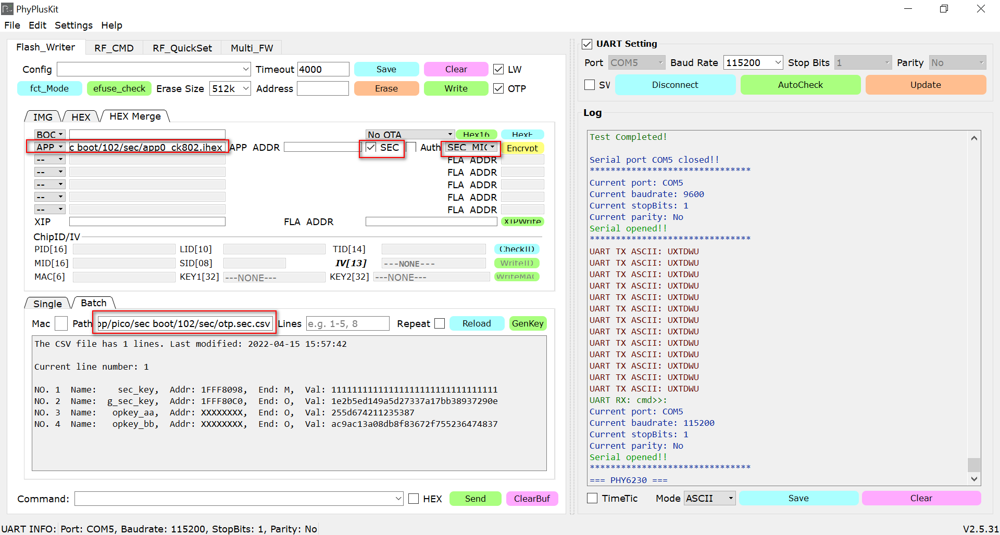 PhyPlusKit
File Edit Settings Help
Flash_Writer RF_CMD RF_QuickSet Multi_FW
Config Timeout 4000 Save Clear LW
fct_Mode efuse_check Erase Size 512k Address Erase Write OTP
IMG HEX HEX Merge
BOC No OTA Hex16 HexF
APP c boot/102/sec/app0_ck802.ihex APP ADDR SEC Auth SEC MIC Encrypt
-- FLA ADDR
-- FLA ADDR
-- FLA ADDR
-- FLA ADDR
-- FLA ADDR
XIP FLA ADDR XIPWrite
ChipID/IV
PID[16] LID[10] TID[14] CheckID
MID[16] SID[08] IV[13] ---NONE--- WriteID
MAC[6] KEY1[32] ---NONE--- KEY2[32] ---NONE--- WriteMAC
Single Batch
Mac Path op/pico/sec boot/102/sec/otp.sec.csv Lines e.g. 1-5, 8 Repeat Reload GenKey
The CSV file has 1 lines. Last modified: 2022-04-15 15:57:42
Current line number: 1
NO. 1 Name: sec_key, Addr: 1FFF8098, End: M, Val: 11111111111111111111111111111111
NO. 2 Name: g_sec_key, Addr: 1FFF80C0, End: O, Val: 1e2b5ed149a5d27337a17bb38937290e
NO. 3 Name: opkey_aa, Addr: XXXXXXXX, End: O, Val: 255d674211235387
NO. 4 Name: opkey_bb, Addr: XXXXXXXX, End: O, Val: ac9ac13a08db8f83672f755236474837
Command: HEX Send ClearBuf
UART INFO: Port: COM5, Baudrate: 115200, StopBits: 1, Parity: No
UART Setting
Port COM5 Baud Rate 115200 Stop Bits 1 Parity No
SW Disconnect AutoCheck Update
Log
Test Completed!
Serial port COM5 closed!!
*******************************
Current port: COM5
Current baudrate: 9600
Current stopBits: 1
Current parity: No
Serial opened!!
*******************************
UART TX ASCII: UXTDWU
UART TX ASCII: UXTDWU
UART TX ASCII: UXTDWU
UART TX ASCII: UXTDWU
UART TX ASCII: UXTDWU
UART TX ASCII: UXTDWU
UART TX ASCII: UXTDWU
UART TX ASCII: UXTDWU
UART TX ASCII: UXTDWU
UART TX ASCII: UXTDWU
UART TX ASCII: UXTDWU
UART TX ASCII: UXTDWU
UART TX ASCII: UXTDWU
UART RX: cmd>>:
Current port: COM5
Current baudrate: 115200
Current stopBits: 1
Current parity: No
Serial opened!!
*******************************
=== PHY6230 ===
TimeTic Mode ASCII Save Clear
V2.5.31